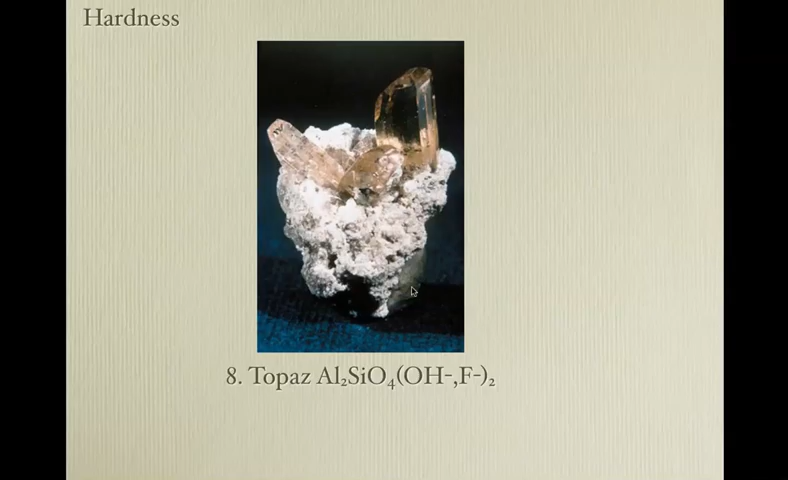 Hardness
8. Topaz Al₂SiO₄(OH-,F-)₂